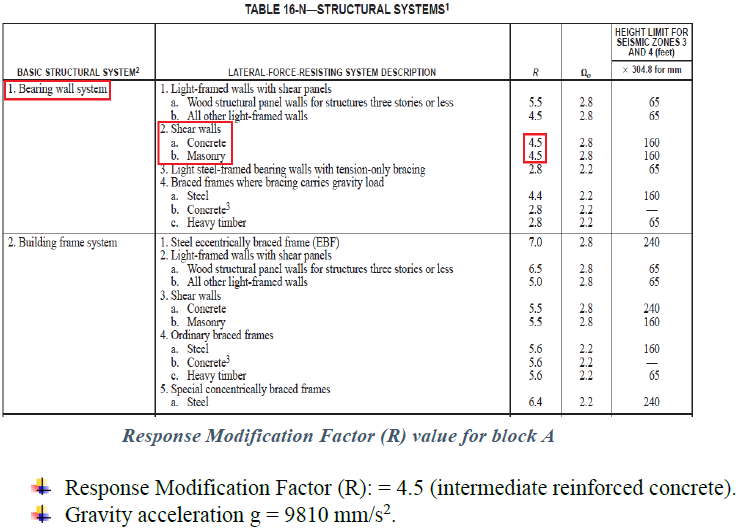 TABLE 16-N—STRUCTURAL SYSTEMS1
HEIGHT LIMIT FOR
SEISMIC ZONES 3
AND 4 (feet)
BASIC STRUCTURAL SYSTEM2 LATERAL-FORCE-RESISTING SYSTEM DESCRIPTION R Ωo × 304.8 for mm
1. Bearing wall system 1. Light-framed walls with shear panels
a. Wood structural panel walls for structures three stories or less 5.5 2.8 65
b. All other light-framed walls 4.5 2.8 65
2. Shear walls
a. Concrete 4.5 2.8 160
b. Masonry 4.5 2.8 160
3. Light steel-framed bearing walls with tension-only bracing 2.8 2.2 65
4. Braced frames where bracing carries gravity load
a. Steel 4.4 2.2 160
b. Concrete3 2.8 2.2 —
c. Heavy timber 2.8 2.2 65
2. Building frame system 1. Steel eccentrically braced frame (EBF) 7.0 2.8 240
2. Light-framed walls with shear panels
a. Wood structural panel walls for structures three stories or less 6.5 2.8 65
b. All other light-framed walls 5.0 2.8 65
3. Shear walls
a. Concrete 5.5 2.8 240
b. Masonry 5.5 2.8 160
4. Ordinary braced frames
a. Steel 5.6 2.2 160
b. Concrete3 5.6 2.2 —
c. Heavy timber 5.6 2.2 65
5. Special concentrically braced frames
a. Steel 6.4 2.2 240
Response Modification Factor (R) value for block A
Response Modification Factor (R): = 4.5 (intermediate reinforced concrete).
Gravity acceleration g = 9810 mm/s2.